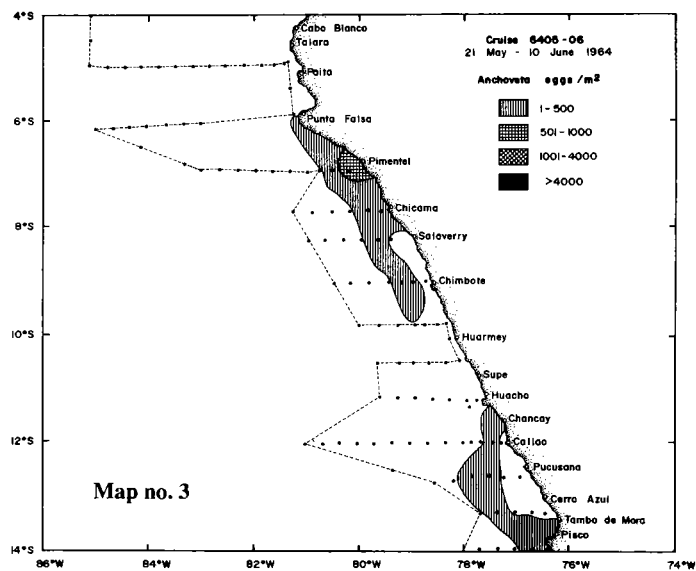 4°S
6°S
8°S
10°S
12°S
14°S
86°W
84°W
82°W
80°W
78°W
76°W
74°W
Cruise 6405-06
21 May - 10 June 1964
Anchoveta eggs/m²
1-500
501-1000
1001-4000
>4000
Cabo Blanco
Talara
Paita
Punta Falsa
Pimentel
Chicama
Salaverry
Chimbote
Huarmey
Supe
Huacho
Chancay
Callao
Pucusana
Cerro Azul
Tambo de Mora
Pisco
Map no. 3